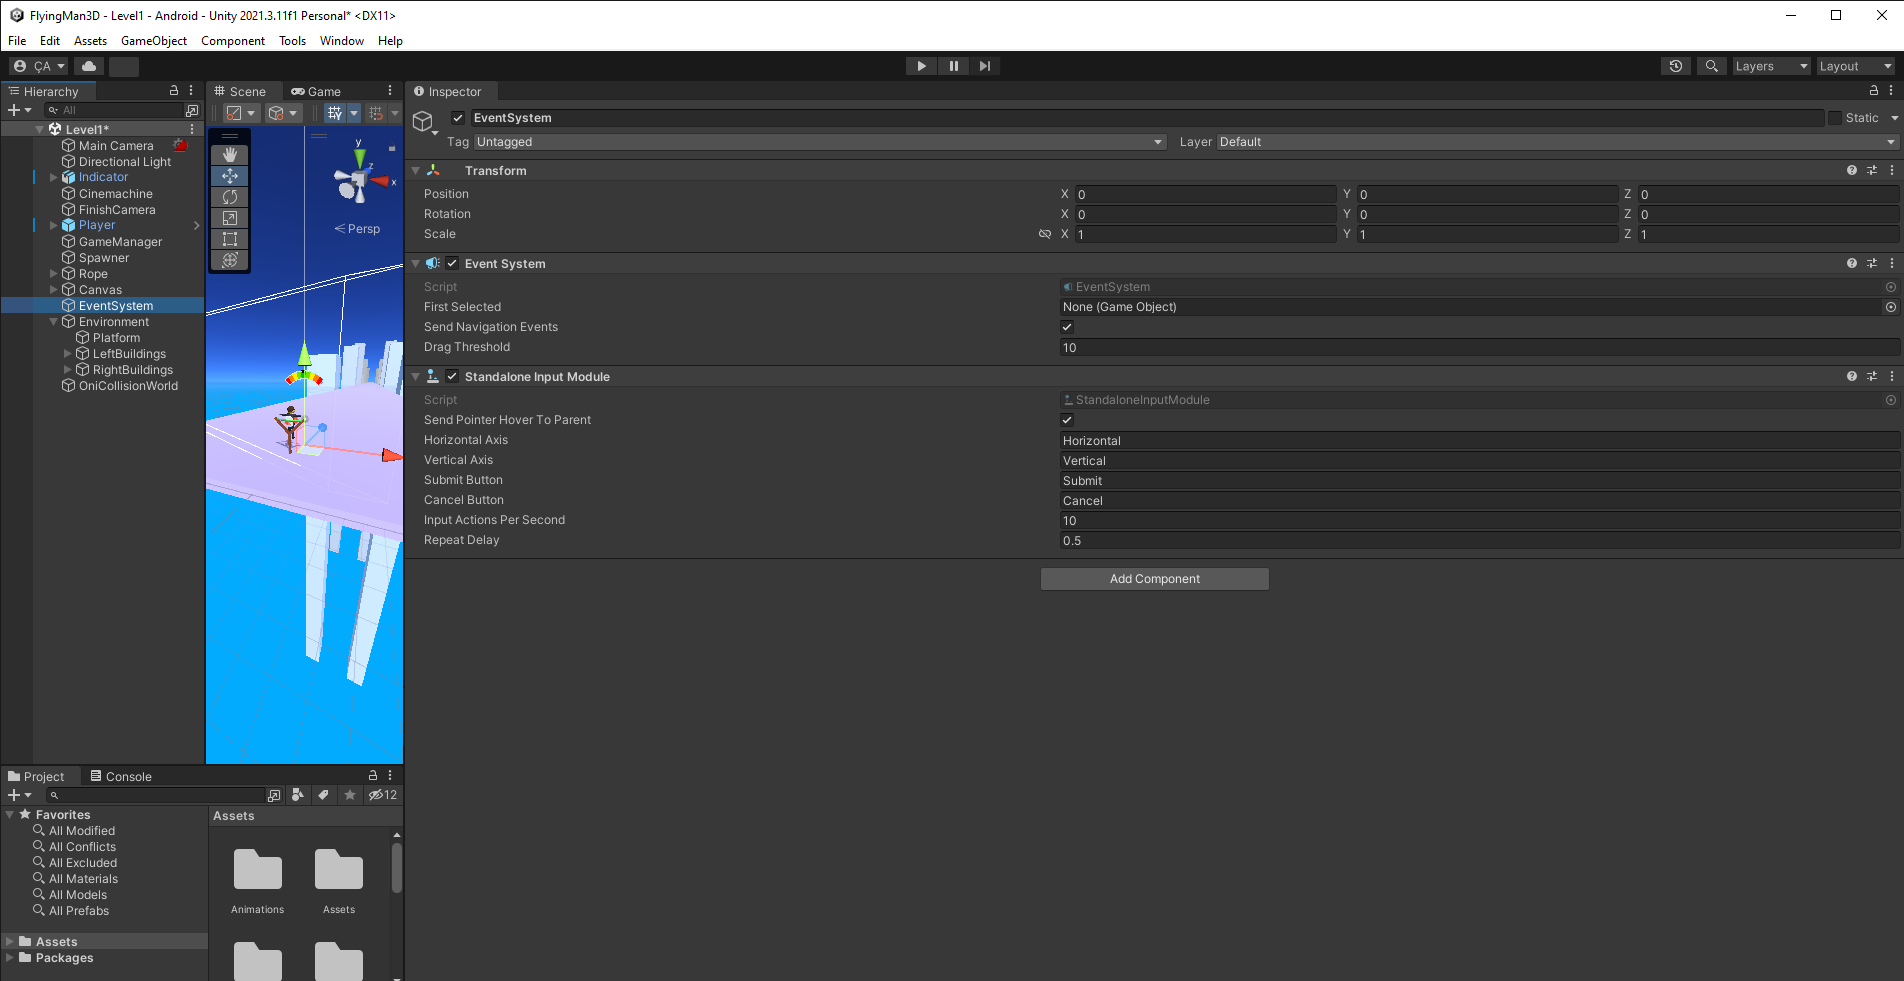 FlyingMan3D - Level1 - Android - Unity 2021.3.11f1 Personal* <DX11>
File Edit Assets GameObject Component Tools Window Help
ÇA
Layers
Layout
Hierarchy
All
Level1*
Main Camera
Directional Light
Indicator
Cinemachine
FinishCamera
Player
GameManager
Spawner
Rope
Canvas
EventSystem
Environment
Platform
LeftBuildings
RightBuildings
OniCollisionWorld
Scene
Game
y
z
x
Persp
Inspector
EventSystem
Static
Tag Untagged
Layer Default
Transform
Position X 0 Y 0 Z 0
Rotation X 0 Y 0 Z 0
Scale X 1 Y 1 Z 1
Event System
Script EventSystem
First Selected None (Game Object)
Send Navigation Events
Drag Threshold 10
Standalone Input Module
Script StandaloneInputModule
Send Pointer Hover To Parent
Horizontal Axis Horizontal
Vertical Axis Vertical
Submit Button Submit
Cancel Button Cancel
Input Actions Per Second 10
Repeat Delay 0.5
Add Component
Project
Console
12
Favorites
All Modified
All Conflicts
All Excluded
All Materials
All Models
All Prefabs
Assets
Packages
Assets
Animations
Assets